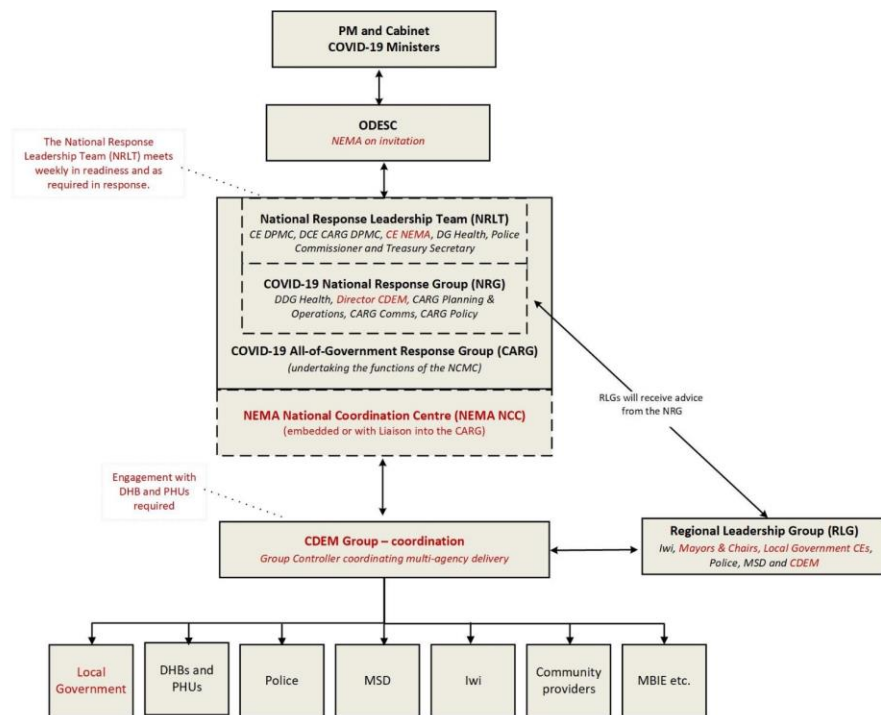 PM and Cabinet
COVID-19 Ministers
ODESC
NEMA on invitation
The National Response
Leadership Team (NRLT) meets
weekly in readiness and as
required in response.
National Response Leadership Team (NRLT)
CE DPMC, DCE CARG DPMC, CE NEMA, DG Health, Police
Commissioner and Treasury Secretary
COVID-19 National Response Group (NRG)
DDG Health, Director CDEM, CARG Planning &
Operations, CARG Comms, CARG Policy
COVID-19 All-of-Government Response Group (CARG)
(undertaking the functions of the NCMC)
RLGs will receive advice
from the NRG
NEMA National Coordination Centre (NEMA NCC)
(embedded or with Liaison into the CARG)
Engagement with
DHB and PHUs
required
CDEM Group – coordination
Group Controller coordinating multi-agency delivery
Regional Leadership Group (RLG)
Iwi, Mayors & Chairs, Local Government CEs,
Police, MSD and CDEM
Local
Government
DHBs and
PHUs
Police
MSD
Iwi
Community
providers
MBIE etc.